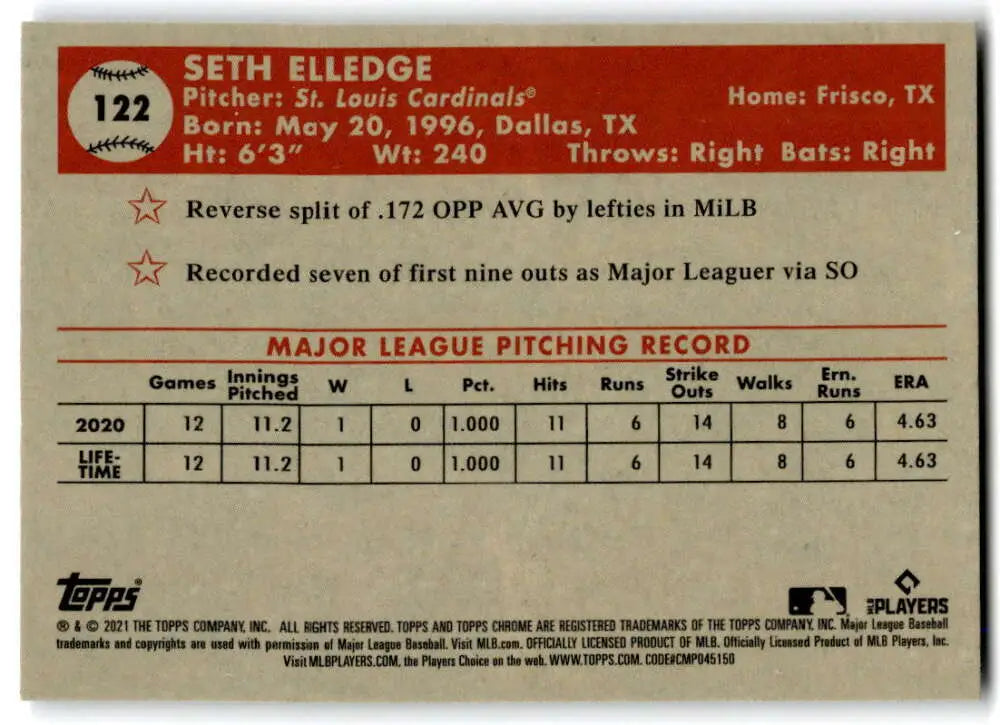 122
SETH ELLEDGE
Pitcher: St. Louis Cardinals® Home: Frisco, TX
Born: May 20, 1996, Dallas, TX
Ht: 6'3" Wt: 240 Throws: Right Bats: Right
Reverse split of .172 OPP AVG by lefties in MiLB
Recorded seven of first nine outs as Major Leaguer via SO
MAJOR LEAGUE PITCHING RECORD
Games Innings Pitched W L Pct. Hits Runs Strike Outs Walks Ern. Runs ERA
2020 12 11.2 1 0 1.000 11 6 14 8 6 4.63
LIFE-TIME 12 11.2 1 0 1.000 11 6 14 8 6 4.63
Topps®
MLB PLAYERS
® & © 2021 THE TOPPS COMPANY, INC. ALL RIGHTS RESERVED. TOPPS AND TOPPS CHROME ARE REGISTERED TRADEMARKS OF THE TOPPS COMPANY, INC. Major League Baseball
trademarks and copyrights are used with permission of Major League Baseball. Visit MLB.com. OFFICIALLY LICENSED PRODUCT OF MLB. Officially Licensed Product of MLB Players, Inc.
Visit MLBPLAYERS.COM, the Players Choice on the web. WWW.TOPPS.COM. CODE#CMP045150